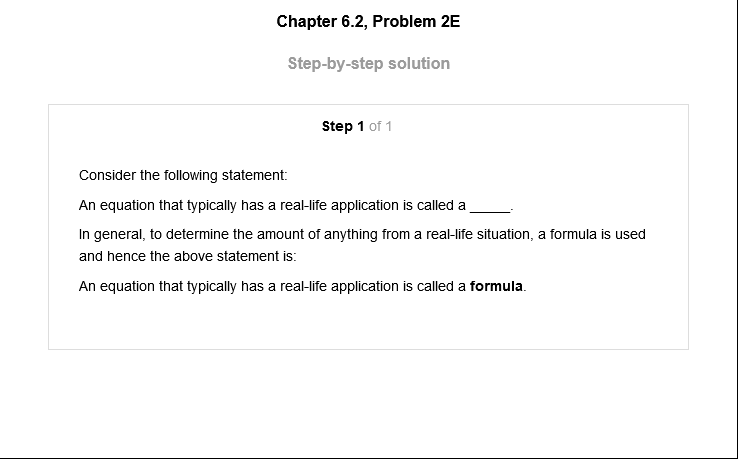 Chapter 6.2, Problem 2E
Step-by-step solution
Step 1 of 1
Consider the following statement:
An equation that typically has a real-life application is called a _____.
In general, to determine the amount of anything from a real-life situation, a formula is used
and hence the above statement is:
An equation that typically has a real-life application is called a formula.